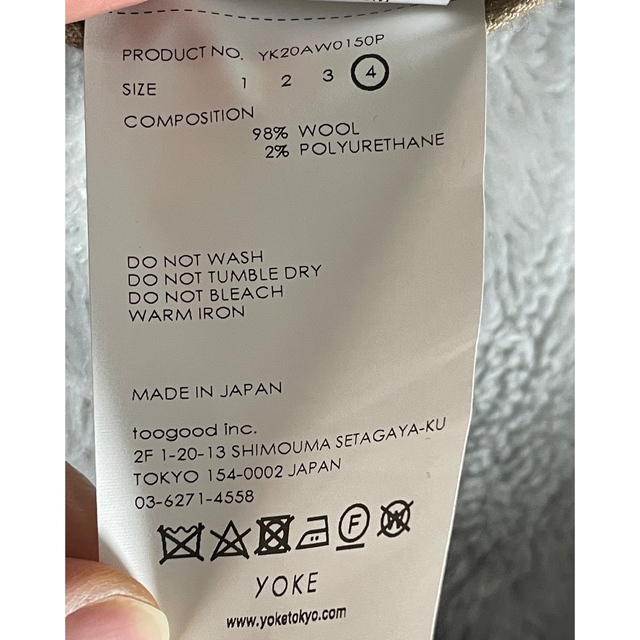 PRODUCT NO. YK20AW0150P
SIZE 1 2 3 4
COMPOSITION
98% WOOL
2% POLYURETHANE
DO NOT WASH
DO NOT TUMBLE DRY
DO NOT BLEACH
WARM IRON
MADE IN JAPAN
toogood inc.
2F 1-20-13 SHIMOUMA SETAGAYA-KU
TOKYO 154-0002 JAPAN
03-6271-4558
F W
YOKE
www.yoketokyo.com